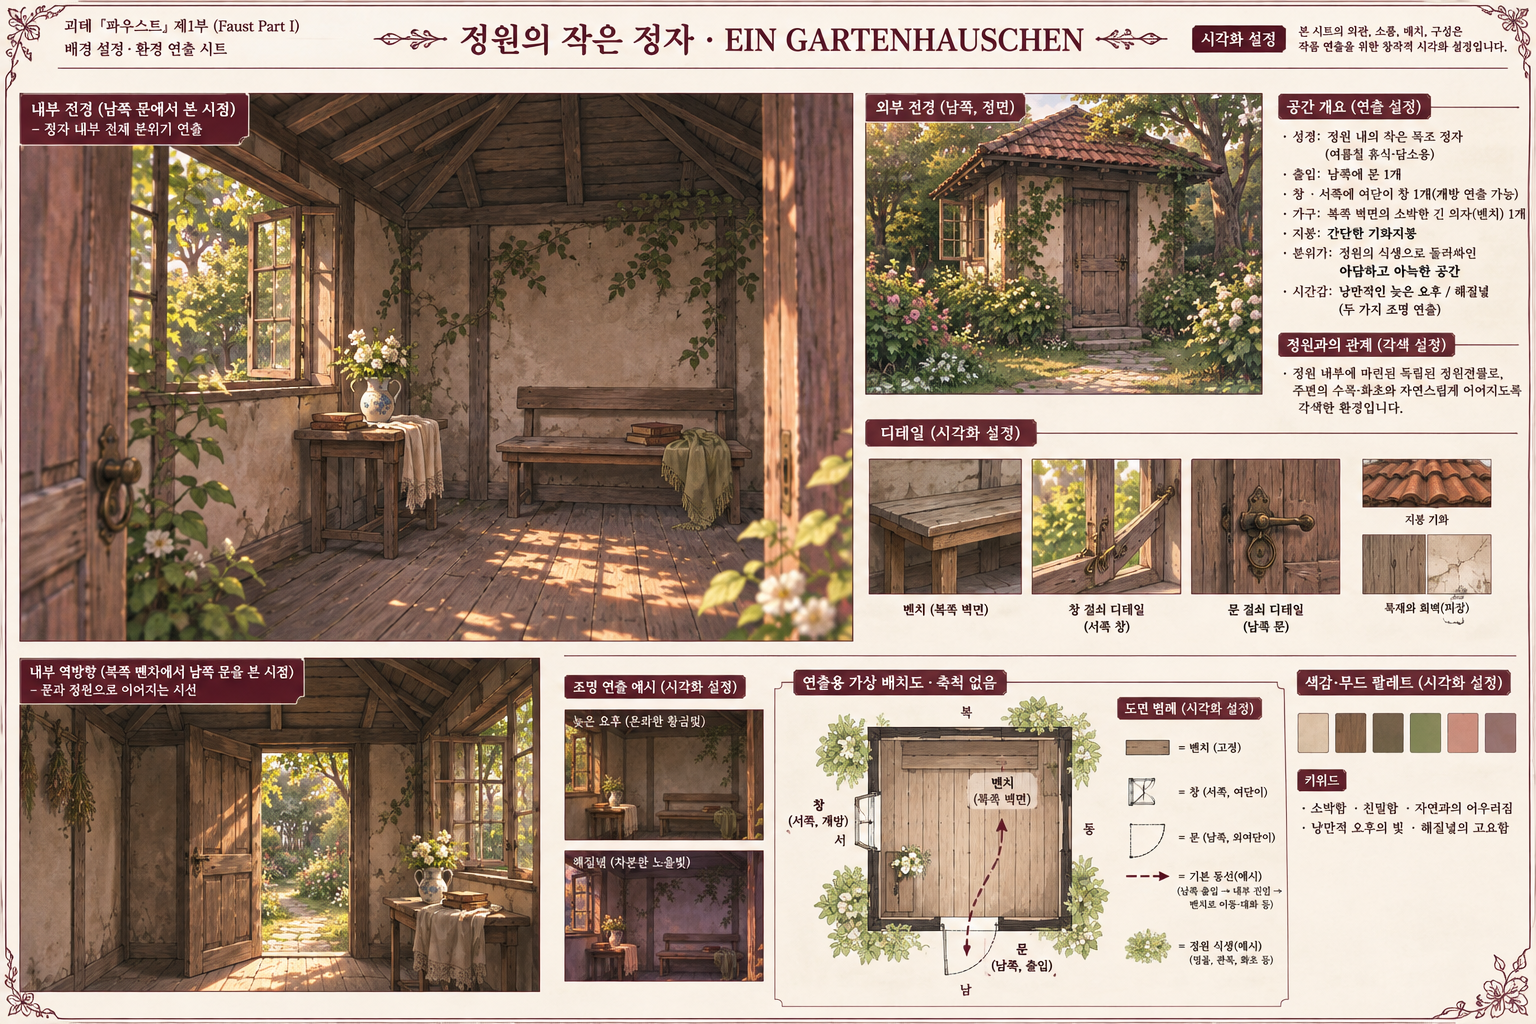 괴테 「파우스트」 제1부 (Faust Part I)
배경 설정 · 환경 연출 시트
정원의 작은 정자 · EIN GARTENHAUSCHEN
시각화 설정
본 시트의 외관, 소품, 배치, 구성은
작품 연출을 위한 창작적 시각화 설정입니다.
내부 전경 (남쪽 문에서 본 시점)
– 정자 내부 전체 분위기 연출
외부 전경 (남쪽, 정면)
공간 개요 (연출 설정)
· 성경: 정원 내의 작은 목조 정자
(여름철 휴식·담소용)
· 출입: 남쪽에 문 1개
· 창 · 서쪽에 여닫이 창 1개(개방 연출 가능)
· 가구: 북쪽 벽면의 소박한 긴 의자(벤치) 1개
· 지붕: 간단한 기와지붕
· 분위가: 정원의 식생으로 둘러싸인
아담하고 아늑한 공간
· 시간감: 낭만적인 늦은 오후 / 해질녘
(두 가지 조명 연출)
정원과의 관계 (각색 설정)
· 정원 내부에 마련된 독립된 정원건물로,
주변의 수목·화초와 자연스럽게 이어지도록
각색한 환경입니다.
디테일 (시각화 설정)
벤치 (북쪽 벽면)
창 걸쇠 디테일
(서쪽 창)
문 걸쇠 디테일
(남쪽 문)
지붕 기와
목재와 회벽(피장)
내부 역방향 (북쪽 벤차에서 남쪽 문을 본 시점)
– 문과 정원으로 이어지는 시선
조명 연출 예시 (시각화 설정)
늦은 오후 (온화한 황금빛)
해질녘 (차분한 노을빛)
연출용 가상 배치도 · 축척 없음
북
창
(서쪽, 개방)
서
벤치
(북쪽 벽면)
동
문
(남쪽, 출입)
남
도면 범례 (시각화 설정)
= 벤치 (고정)
= 창 (서쪽, 여닫이)
= 문 (남쪽, 외여닫이)
= 기본 동선(예시)
(남쪽 출입 → 내부 진입 →
벤치로 이동·대화 등)
= 정원 식생(예시)
(덩굴, 관목, 화초 등)
색감·무드 팔레트 (시각화 설정)
키워드
· 소박함 · 친밀함 · 자연과의 어우러짐
· 낭만적 오후의 빛 · 해질녘의 고요함